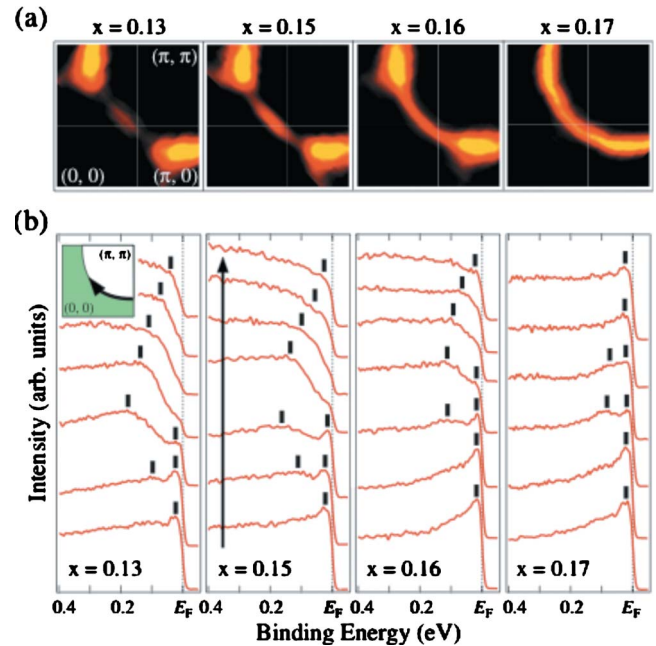 (a)
x = 0.13 x = 0.15 x = 0.16 x = 0.17
(π, π)
(0, 0) (π, 0)
(b)
(π, π)
(0, 0)
Intensity (arb. units)
x = 0.13 x = 0.15 x = 0.16 x = 0.17
0.4 0.2 EF 0.4 0.2 EF 0.4 0.2 EF 0.4 0.2 EF
Binding Energy (eV)